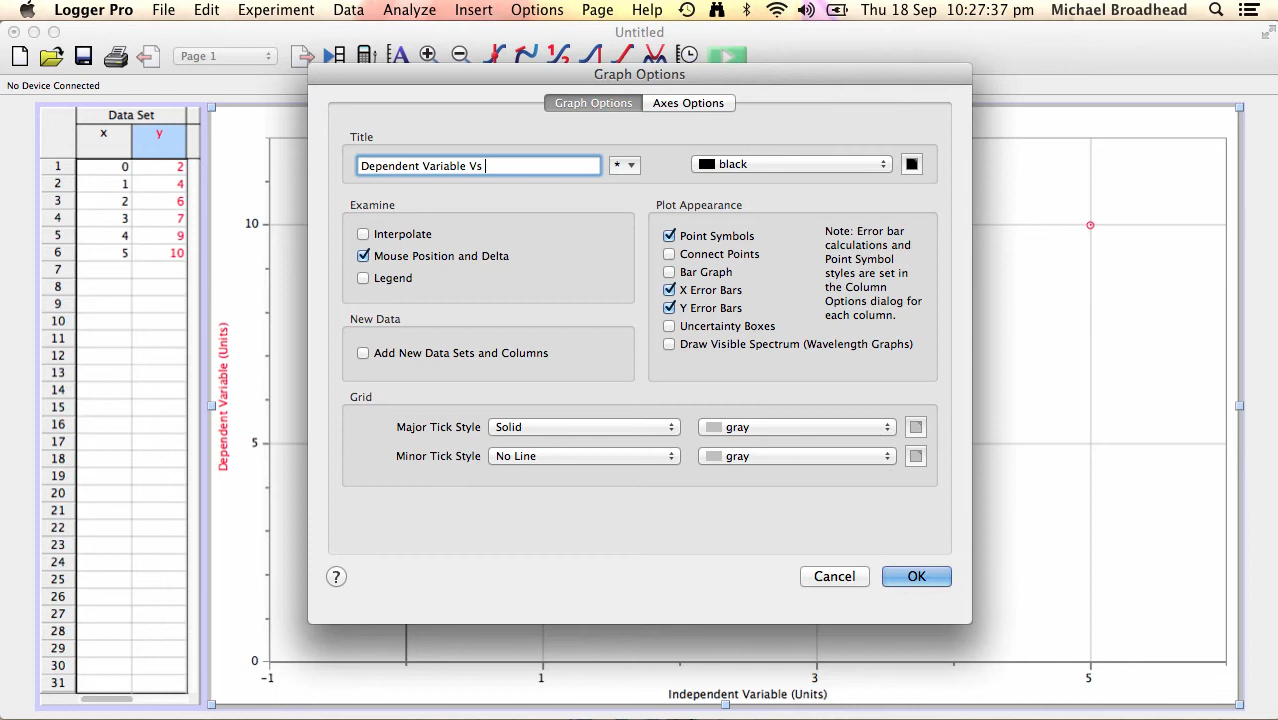 Logger Pro File Edit Experiment Data Analyze Insert Options Page Help Thu 18 Sep 10:27:37 pm Michael Broadhead
Untitled
Page 1
No Device Connected
Graph Options
Graph Options Axes Options
Data Set
x y
1 0 2
2 1 4
3 2 6
4 3 7
5 4 9
6 5 10
7
8
9
10
11
12
13
14
15
16
17
18
19
20
21
22
23
24
25
26
27
28
29
30
31
Title
Dependent Variable Vs * black
Examine
Interpolate
Mouse Position and Delta
Legend
New Data
Add New Data Sets and Columns
Plot Appearance
Point Symbols
Connect Points
Bar Graph
X Error Bars
Y Error Bars
Uncertainty Boxes
Draw Visible Spectrum (Wavelength Graphs)
Note: Error bar
calculations and
Point Symbol
styles are set in
the Column
Options dialog for
each column.
Grid
Major Tick Style Solid gray
Minor Tick Style No Line gray
? Cancel OK
Dependent Variable (Units)
10
5
0
-1 1 3 5
Independent Variable (Units)